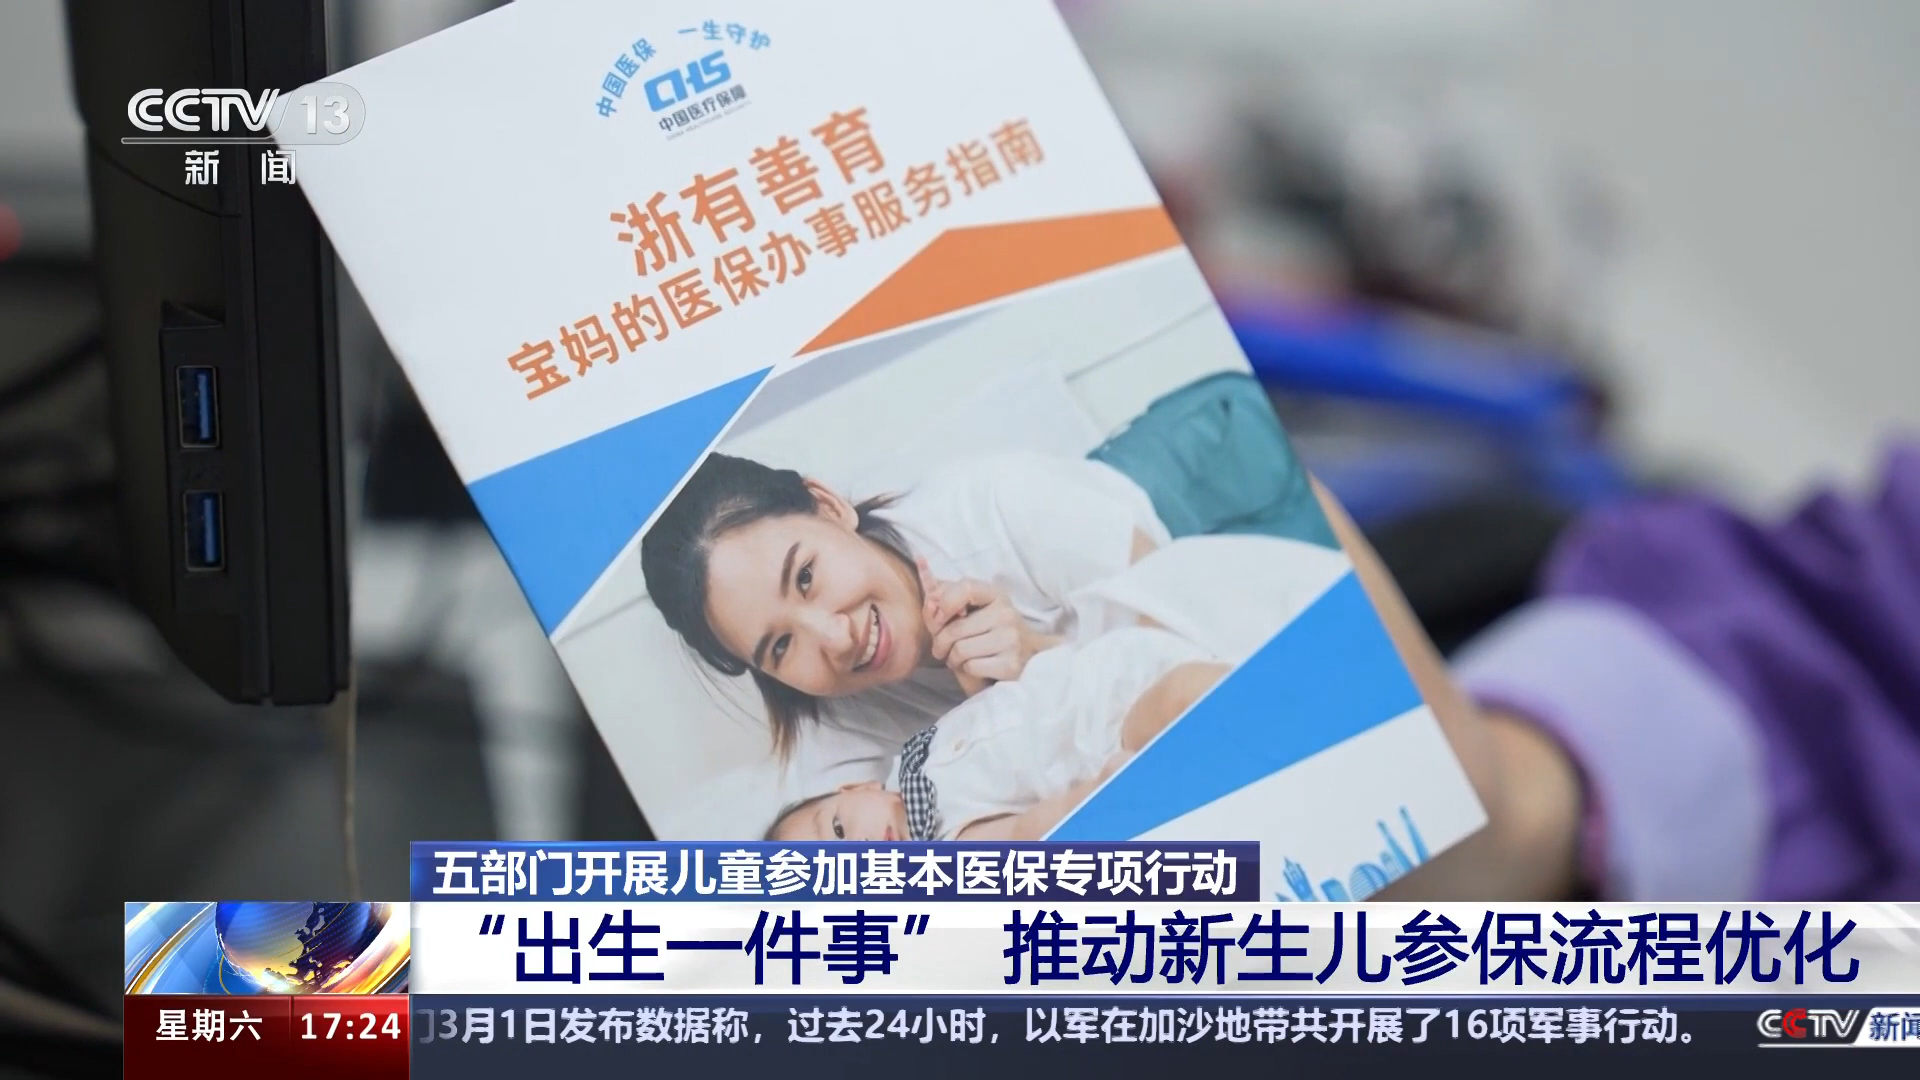 CCTV 13
新闻
中国医保 一生守护
CHS
中国医疗保障
浙有善育
宝妈的医保办事服务指南
五部门开展儿童参加基本医保专项行动
“出生一件事” 推动新生儿参保流程优化
星期六 17:24
门3月1日发布数据称，过去24小时，以军在加沙地带共开展了16项军事行动。
CCTV 新闻